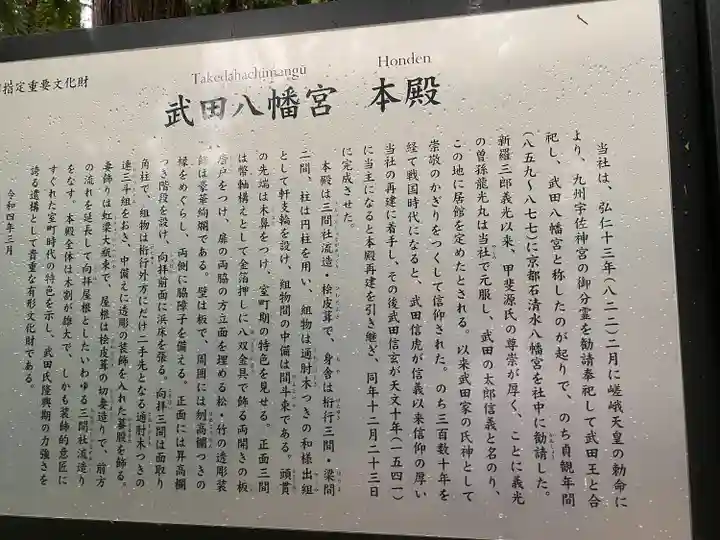 指定重要文化財
Takedahachimangū Honden
武田八幡宮 本殿
当社は、弘仁十三年(八二二)二月に嵯峨天皇の勅命に
より、九州宇佐神宮の御分霊を勧請奉祀して武田王と合
祀し、武田八幡宮と称したのが起りで、のち貞観年間
(八五九~八七七)に京都石清水八幡宮を社中に勧請した。
新羅三郎義光以来、甲斐源氏の尊崇が厚く、ことに義光
の曽孫龍光丸は当社で元服し、武田の太郎信義と名のり、
この地に居館を定めたとされる。以来武田家の氏神として
崇敬のかぎりをつくして信仰された。のち三百数十年を
経て戦国時代になると、武田信虎が信義以来信仰の厚い
当社の再建に着手し、その後武田信玄が天文十年(一五四一)
に当主になると本殿再建を引き継ぎ、同年十二月二十三日
に完成させた。
本殿は三間社流造・桧皮葺で、身舎は桁行三間・梁間
二間、柱は円柱を用い、組物は通肘木つきの和様出組
として軒支輪を設け、組物間の中備は間斗束である。頭貫
の先端は木鼻をつけ、室町期の特色を見せる。正面三間
は幣軸構えとして金箔押しに八双金具で飾る両開きの板
唐戸をつけ、扉の両脇の方立面を埋める松・竹の透彫装
飾は豪華絢爛である。壁は板で、周囲には刎高欄つきの
縁をめぐらし、両側に脇障子を備える。正面には昇高欄
つき階段を設け、向拝前面に浜床を張る。向拝三間は面取り
角柱で、組物は桁行外方にだけ二手先となる通肘木つきの
連三斗組をおき、中備えに透彫の装飾を入れた蟇股を飾る。
妻飾りは虹梁大瓶束で、屋根は桧皮葺の切妻造りで、前方
の流れを延長して向拝屋根としたいわゆる三間社流造り
をなす。本殿全体は木割が雄大で、しかも装飾的意匠に
すぐれた室町時代の特色を示し、武田氏隆興期の力強さを
誇る遺構として貴重な有形文化財である。
令和四年三月